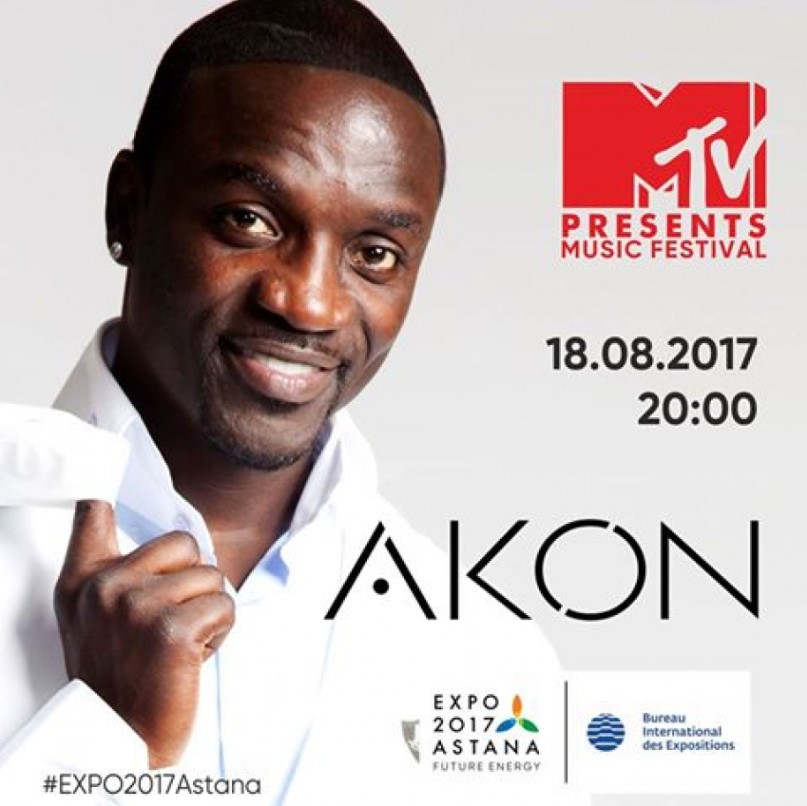 MTV
PRESENTS
MUSIC FESTIVAL
18.08.2017
20:00
AKON
EXPO
2017
ASTANA
FUTURE ENERGY
Bureau
International
des Expositions
#EXPO2017Astana